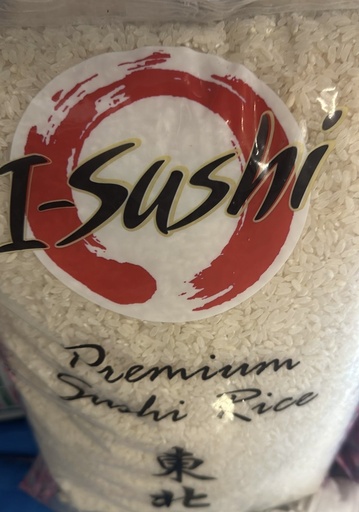 I-Sushi
Premium
Sushi Rice
東
北